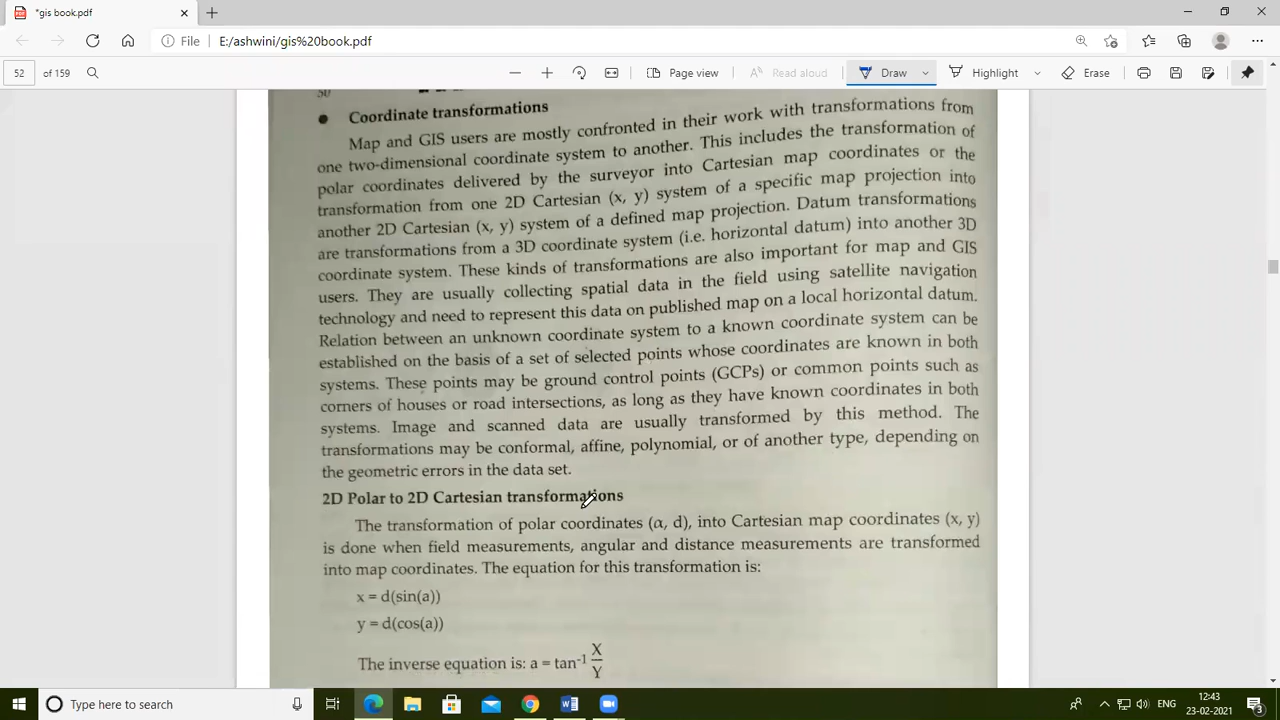 *gis book.pdf
File
E:/ashwini/gis%20book.pdf
52 of 159
Page view
Read aloud
Draw
Highlight
Erase
50
Coordinate transformations
Map and GIS users are mostly confronted in their work with transformations from
one two-dimensional coordinate system to another. This includes the transformation of
polar coordinates delivered by the surveyor into Cartesian map coordinates or the
transformation from one 2D Cartesian (x, y) system of a specific map projection into
another 2D Cartesian (x, y) system of a defined map projection. Datum transformations
are transformations from a 3D coordinate system (i.e. horizontal datum) into another 3D
coordinate system. These kinds of transformations are also important for map and GIS
users. They are usually collecting spatial data in the field using satellite navigation
technology and need to represent this data on published map on a local horizontal datum.
Relation between an unknown coordinate system to a known coordinate system can be
established on the basis of a set of selected points whose coordinates are known in both
systems. These points may be ground control points (GCPs) or common points such as
corners of houses or road intersections, as long as they have known coordinates in both
systems. Image and scanned data are usually transformed by this method. The
transformations may be conformal, affine, polynomial, or of another type, depending on
the geometric errors in the data set.
2D Polar to 2D Cartesian transformations
The transformation of polar coordinates (α, d), into Cartesian map coordinates (x, y)
is done when field measurements, angular and distance measurements are transformed
into map coordinates. The equation for this transformation is:
x = d(sin(a))
y = d(cos(a))
The inverse equation is: a = tan⁻¹ X/Y
Type here to search
ENG
12:43
23-02-2021
3